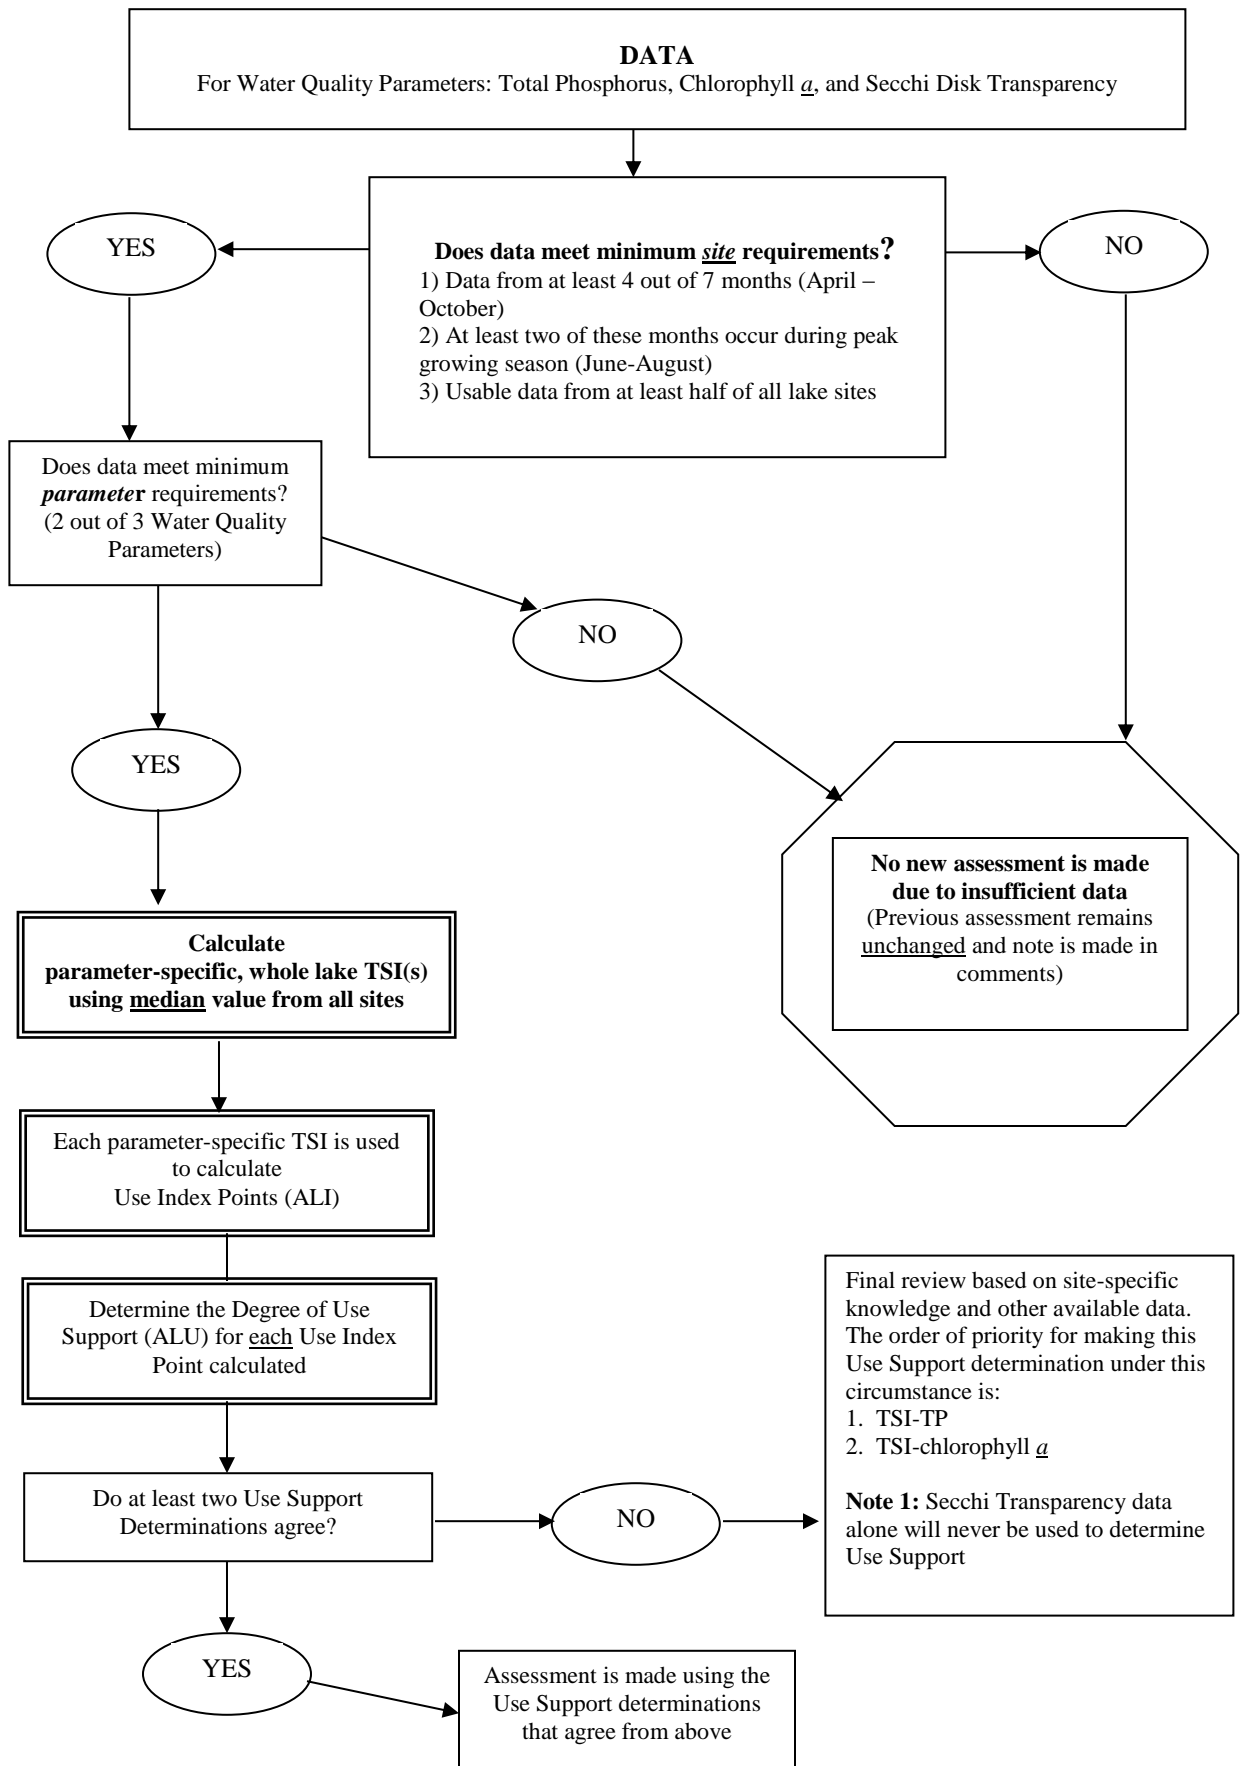 DATA
For Water Quality Parameters: Total Phosphorus, Chlorophyll a, and Secchi Disk Transparency
YES
Does data meet minimum site requirements?
1) Data from at least 4 out of 7 months (April –
October)
2) At least two of these months occur during peak
growing season (June-August)
3) Usable data from at least half of all lake sites
NO
Does data meet minimum
parameter requirements?
(2 out of 3 Water Quality
Parameters)
NO
YES
No new assessment is made
due to insufficient data
(Previous assessment remains
unchanged and note is made in
comments)
Calculate
parameter-specific, whole lake TSI(s)
using median value from all sites
Each parameter-specific TSI is used
to calculate
Use Index Points (ALI)
Determine the Degree of Use
Support (ALU) for each Use Index
Point calculated
Do at least two Use Support
Determinations agree?
NO
Final review based on site-specific
knowledge and other available data.
The order of priority for making this
Use Support determination under this
circumstance is:
1. TSI-TP
2. TSI-chlorophyll a
Note 1: Secchi Transparency data
alone will never be used to determine
Use Support
YES
Assessment is made using the
Use Support determinations
that agree from above